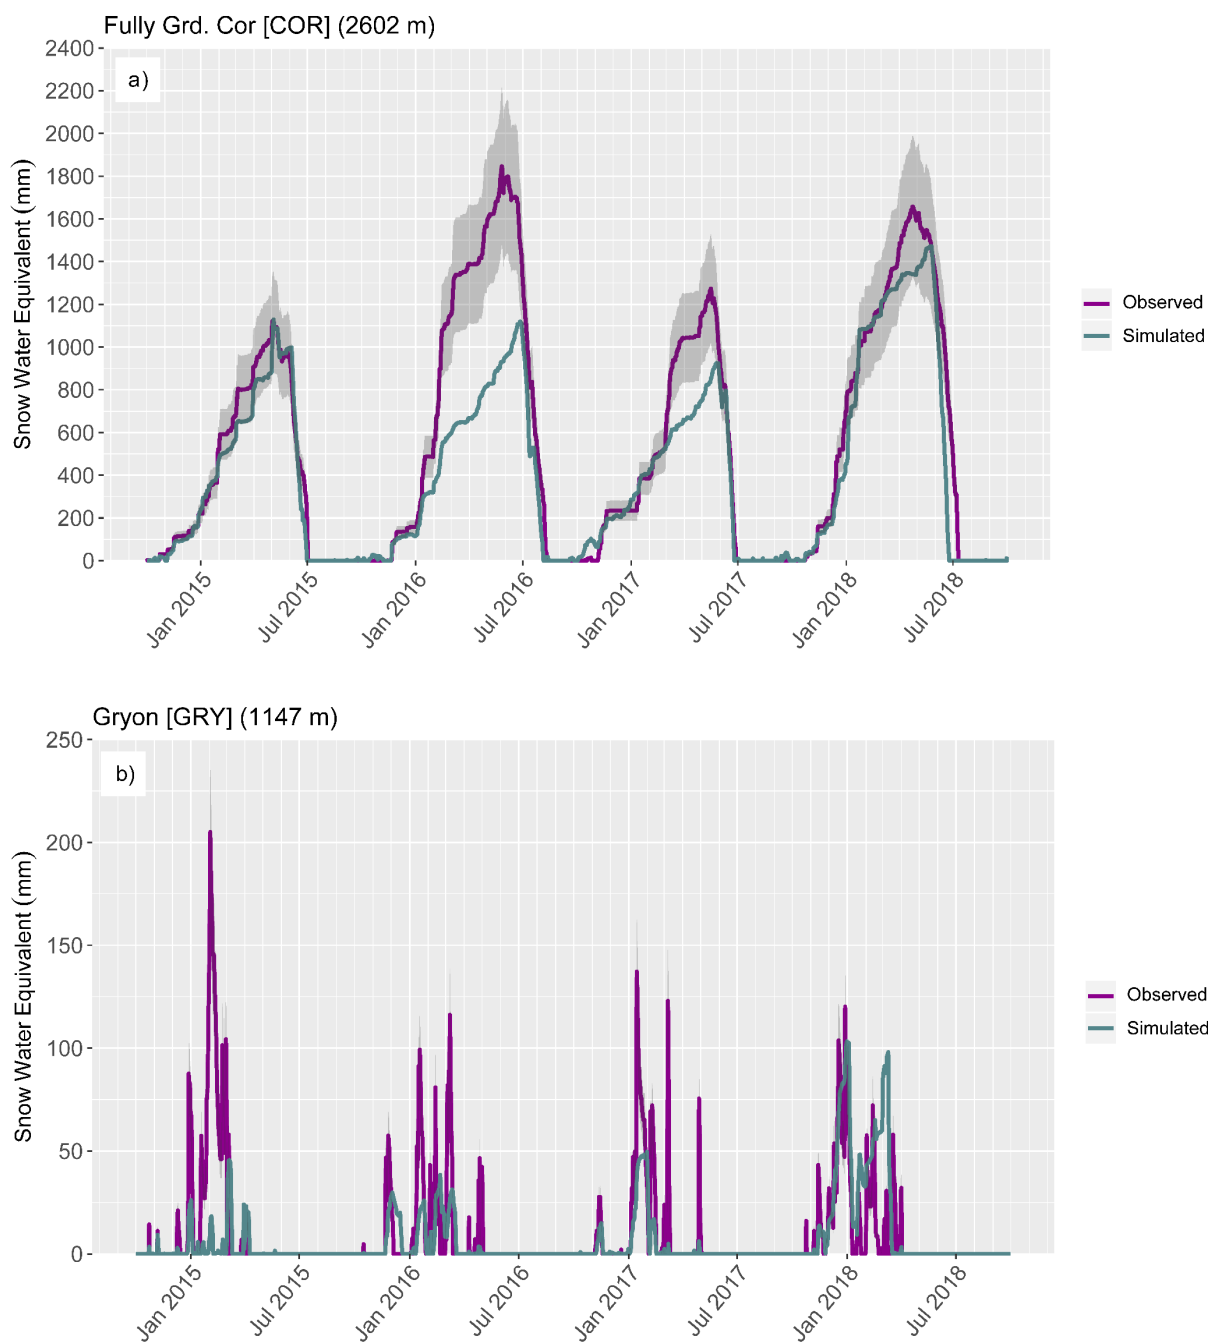 Fully Grd. Cor [COR] (2602 m)
a)
Snow Water Equivalent (mm)
2400
2200
2000
1800
1600
1400
1200
1000
800
600
400
200
0
Jan 2015
Jul 2015
Jan 2016
Jul 2016
Jan 2017
Jul 2017
Jan 2018
Jul 2018
Observed
Simulated
Gryon [GRY] (1147 m)
b)
Snow Water Equivalent (mm)
250
200
150
100
50
0
Jan 2015
Jul 2015
Jan 2016
Jul 2016
Jan 2017
Jul 2017
Jan 2018
Jul 2018
Observed
Simulated